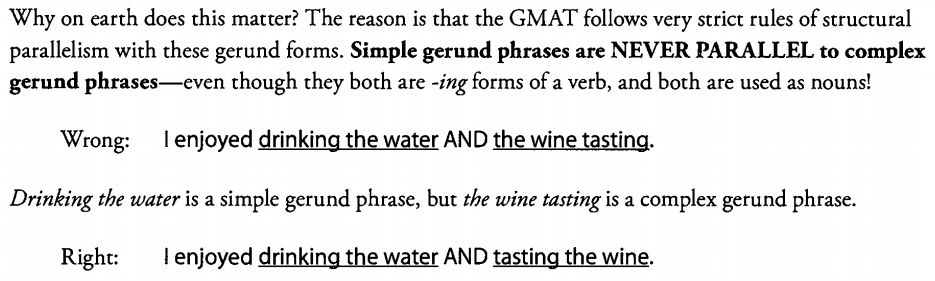 Why on earth does this matter? The reason is that the GMAT follows very strict rules of structural
parallelism with these gerund forms. Simple gerund phrases are NEVER PARALLEL to complex
gerund phrases—even though they both are -ing forms of a verb, and both are used as nouns!
Wrong: I enjoyed drinking the water AND the wine tasting.
Drinking the water is a simple gerund phrase, but the wine tasting is a complex gerund phrase.
Right: I enjoyed drinking the water AND tasting the wine.